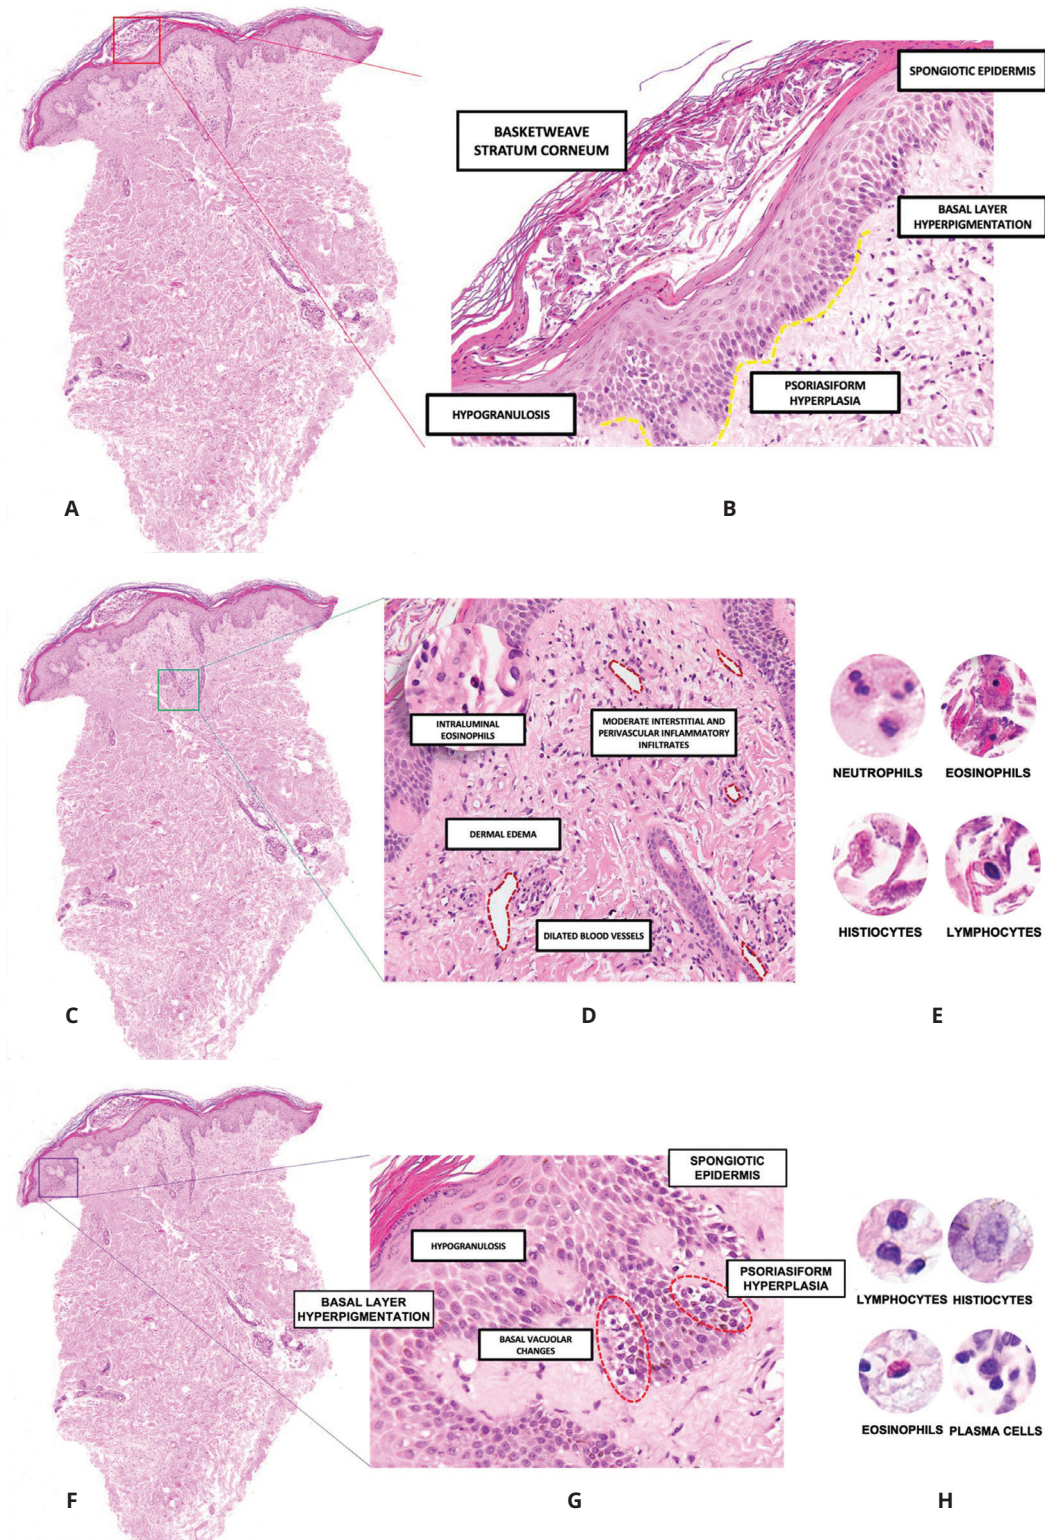 SPONGIOTIC EPIDERMIS
BASKETWEAVE
STRATUM CORNEUM
BASAL LAYER
HYPERPIGMENTATION
PSORIASIFORM
HYPERPLASIA
HYPOGRANULOSIS
A
B
INTRALUMINAL
EOSINOPHILS
MODERATE INTERSTITIAL AND
PERIVASCULAR INFLAMMATORY
INFILTRATES
DERMAL EDEMA
DILATED BLOOD VESSELS
NEUTROPHILS
EOSINOPHILS
HISTIOCYTES
LYMPHOCYTES
C
D
E
SPONGIOTIC
EPIDERMIS
HYPOGRANULOSIS
PSORIASIFORM
HYPERPLASIA
BASAL LAYER
HYPERPIGMENTATION
BASAL VACUOLAR
CHANGES
LYMPHOCYTES
HISTIOCYTES
EOSINOPHILS
PLASMA CELLS
F
G
H